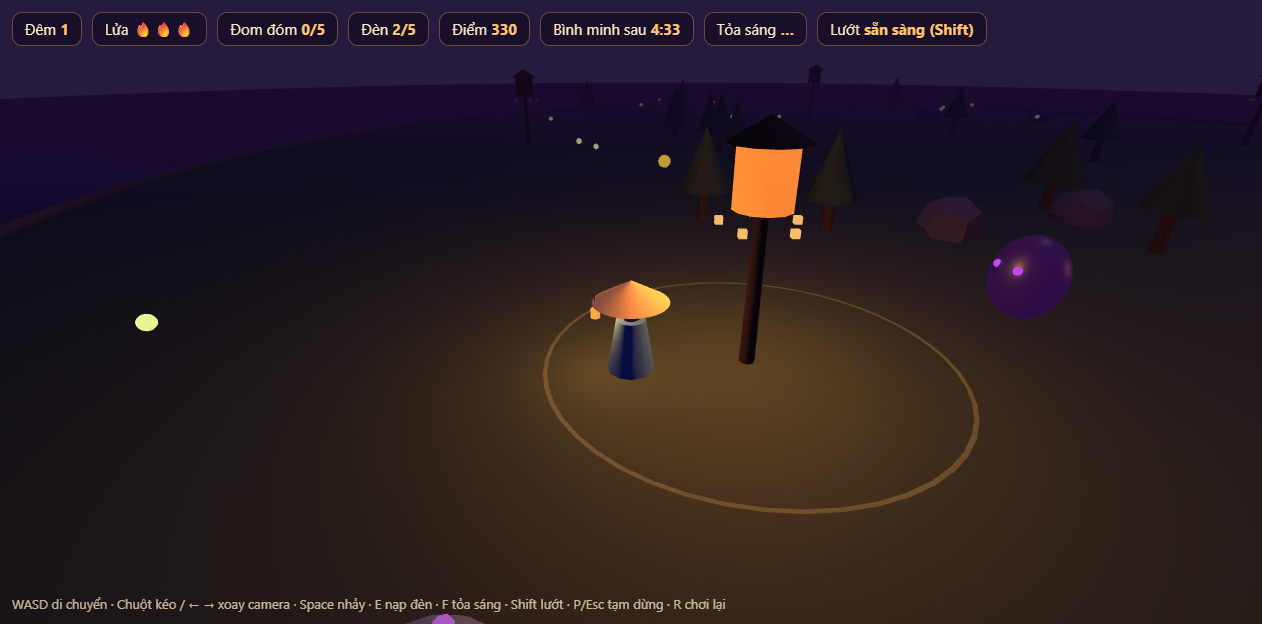 Đêm 1 Lửa 🔥 🔥 🔥 Đom đóm 0/5 Đèn 2/5 Điểm 330 Bình minh sau 4:33 Tỏa sáng ... Lướt sẵn sàng (Shift)
WASD di chuyển · Chuột kéo / ← → xoay camera · Space nhảy · E nạp đèn · F tỏa sáng · Shift lướt · P/Esc tạm dừng · R chơi lại